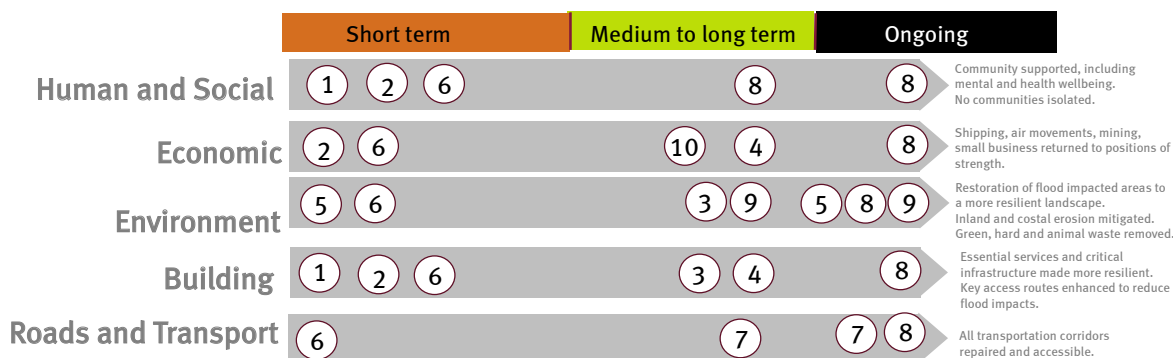 Short term
Medium to long term
Ongoing
Human and Social
1
2
6
8
8
Community supported, including
mental and health wellbeing.
No communities isolated.
Economic
2
6
10
4
8
Shipping, air movements, mining,
small business returned to positions of
strength.
Environment
5
6
3
9
5
8
9
Restoration of flood impacted areas to
a more resilient landscape.
Inland and costal erosion mitigated.
Green, hard and animal waste removed.
Building
1
2
6
3
4
8
Essential services and critical
infrastructure made more resilient.
Key access routes enhanced to reduce
flood impacts.
Roads and Transport
6
7
7
8
All transportation corridors
repaired and accessible.